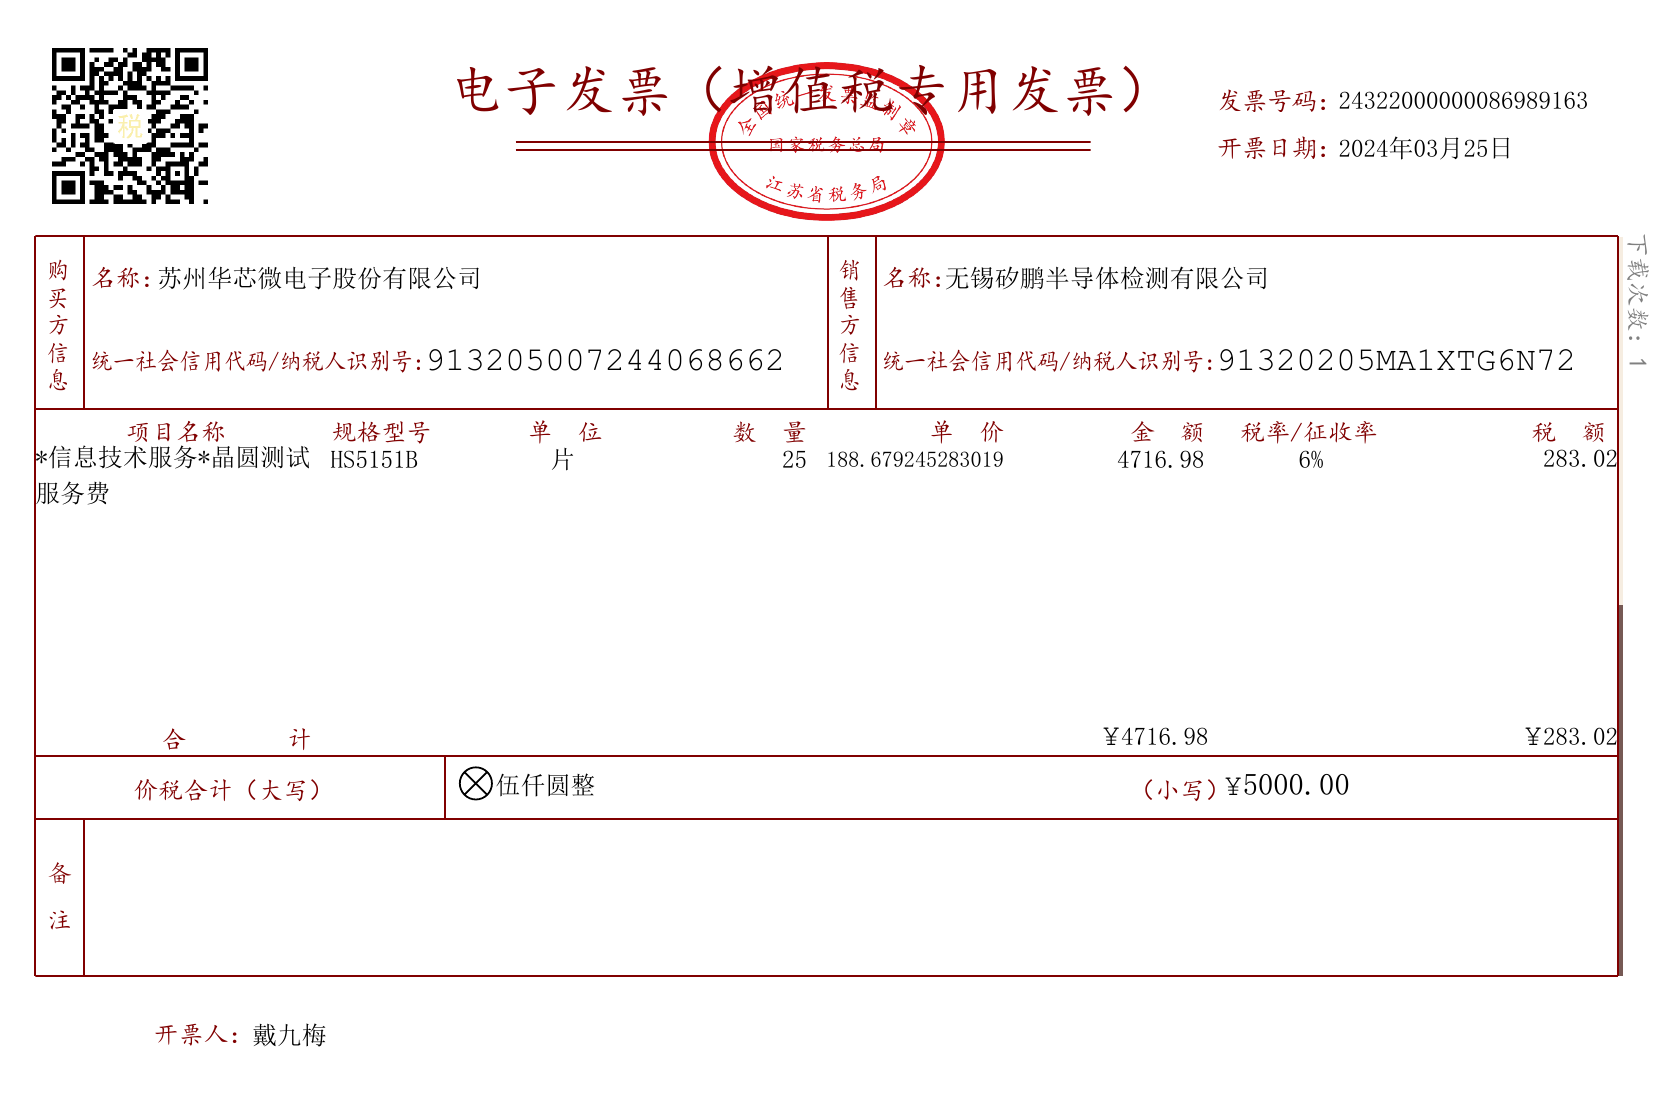 电子发票（增值税专用发票）
全国统一发票监制章
国家税务总局
江苏省税务局
税
发票号码：24322000000086989163
开票日期：2024年03月25日
下载次数：1
购买方信息
名称：苏州华芯微电子股份有限公司
统一社会信用代码/纳税人识别号：913205007244068662
销售方信息
名称：无锡矽鹏半导体检测有限公司
统一社会信用代码/纳税人识别号：91320205MA1XTG6N72
项目名称 规格型号 单 位 数 量 单 价 金 额 税率/征收率 税 额
*信息技术服务*晶圆测试 HS5151B 片 25 188.679245283019 4716.98 6% 283.02
服务费
合 计 ¥4716.98 ¥283.02
价税合计（大写） 伍仟圆整 （小写）¥5000.00
备注
开票人：戴九梅